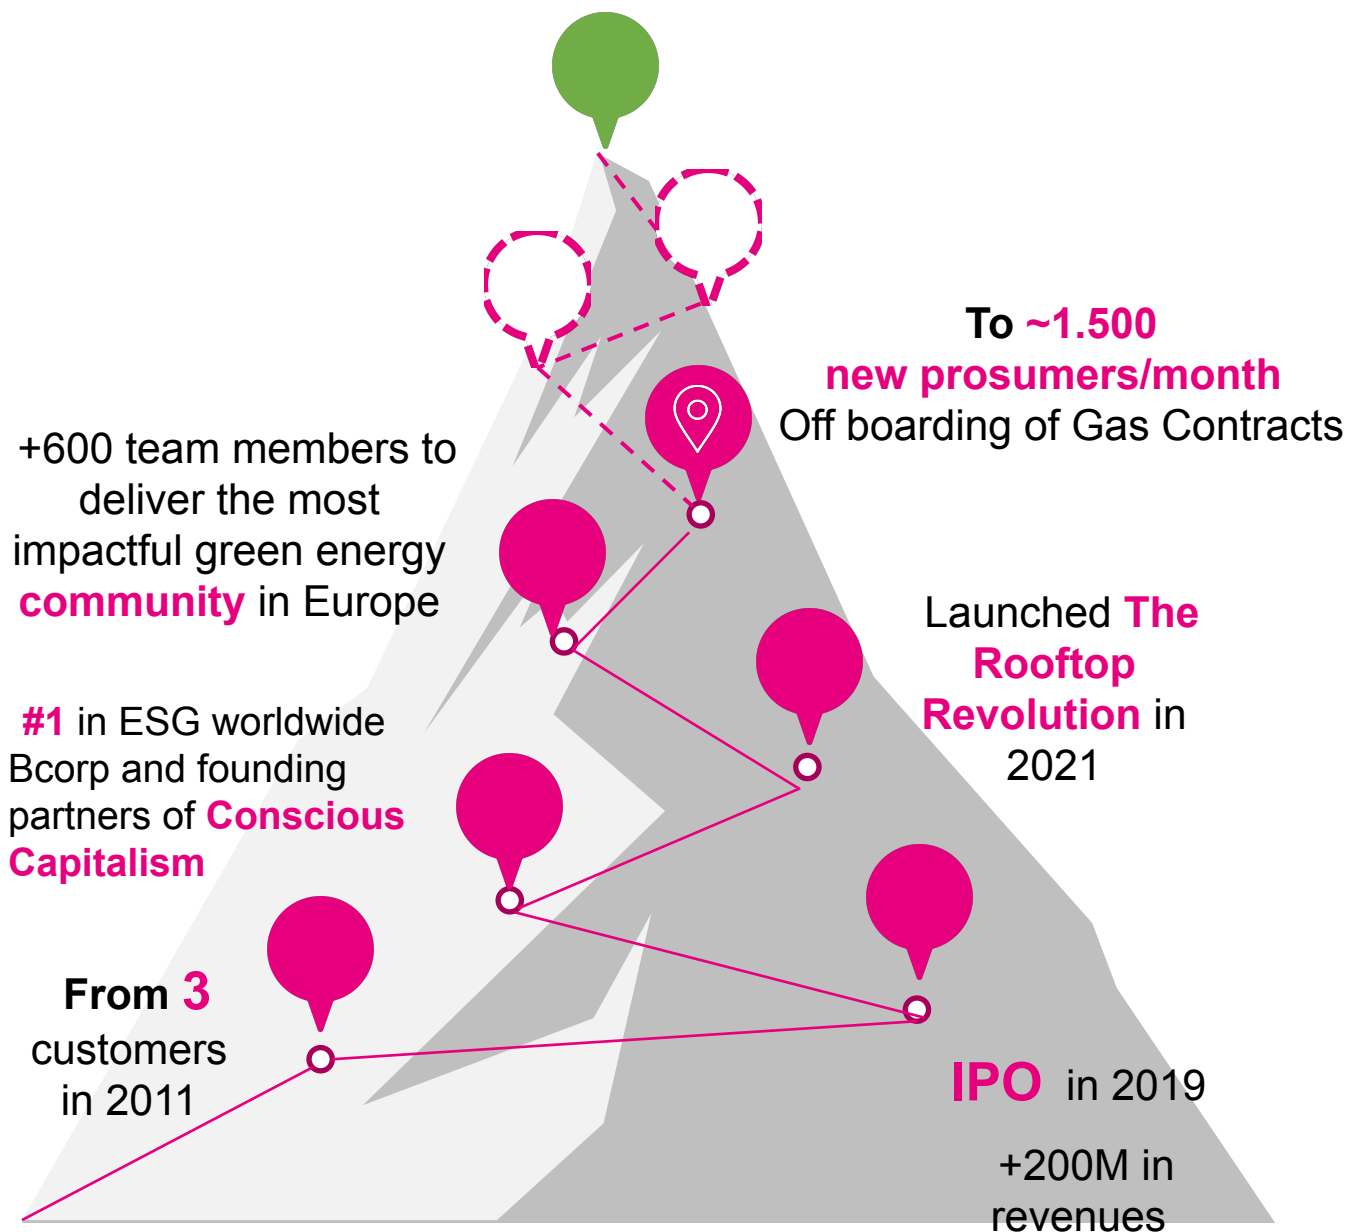 To ~1.500
new prosumers/month
Off boarding of Gas Contracts
+600 team members to
deliver the most
impactful green energy
community in Europe
Launched The
Rooftop
Revolution in
2021
#1 in ESG worldwide
Bcorp and founding
partners of Conscious
Capitalism
From 3
customers
in 2011
IPO in 2019
+200M in
revenues